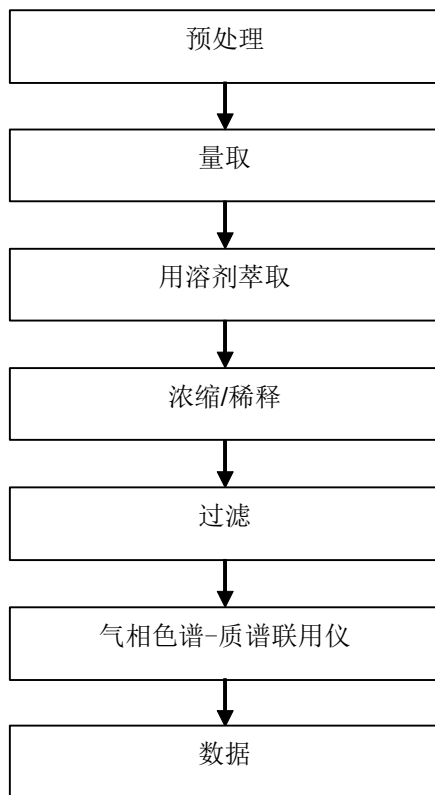 预处理
量取
用溶剂萃取
浓缩/稀释
过滤
气相色谱-质谱联用仪
数据